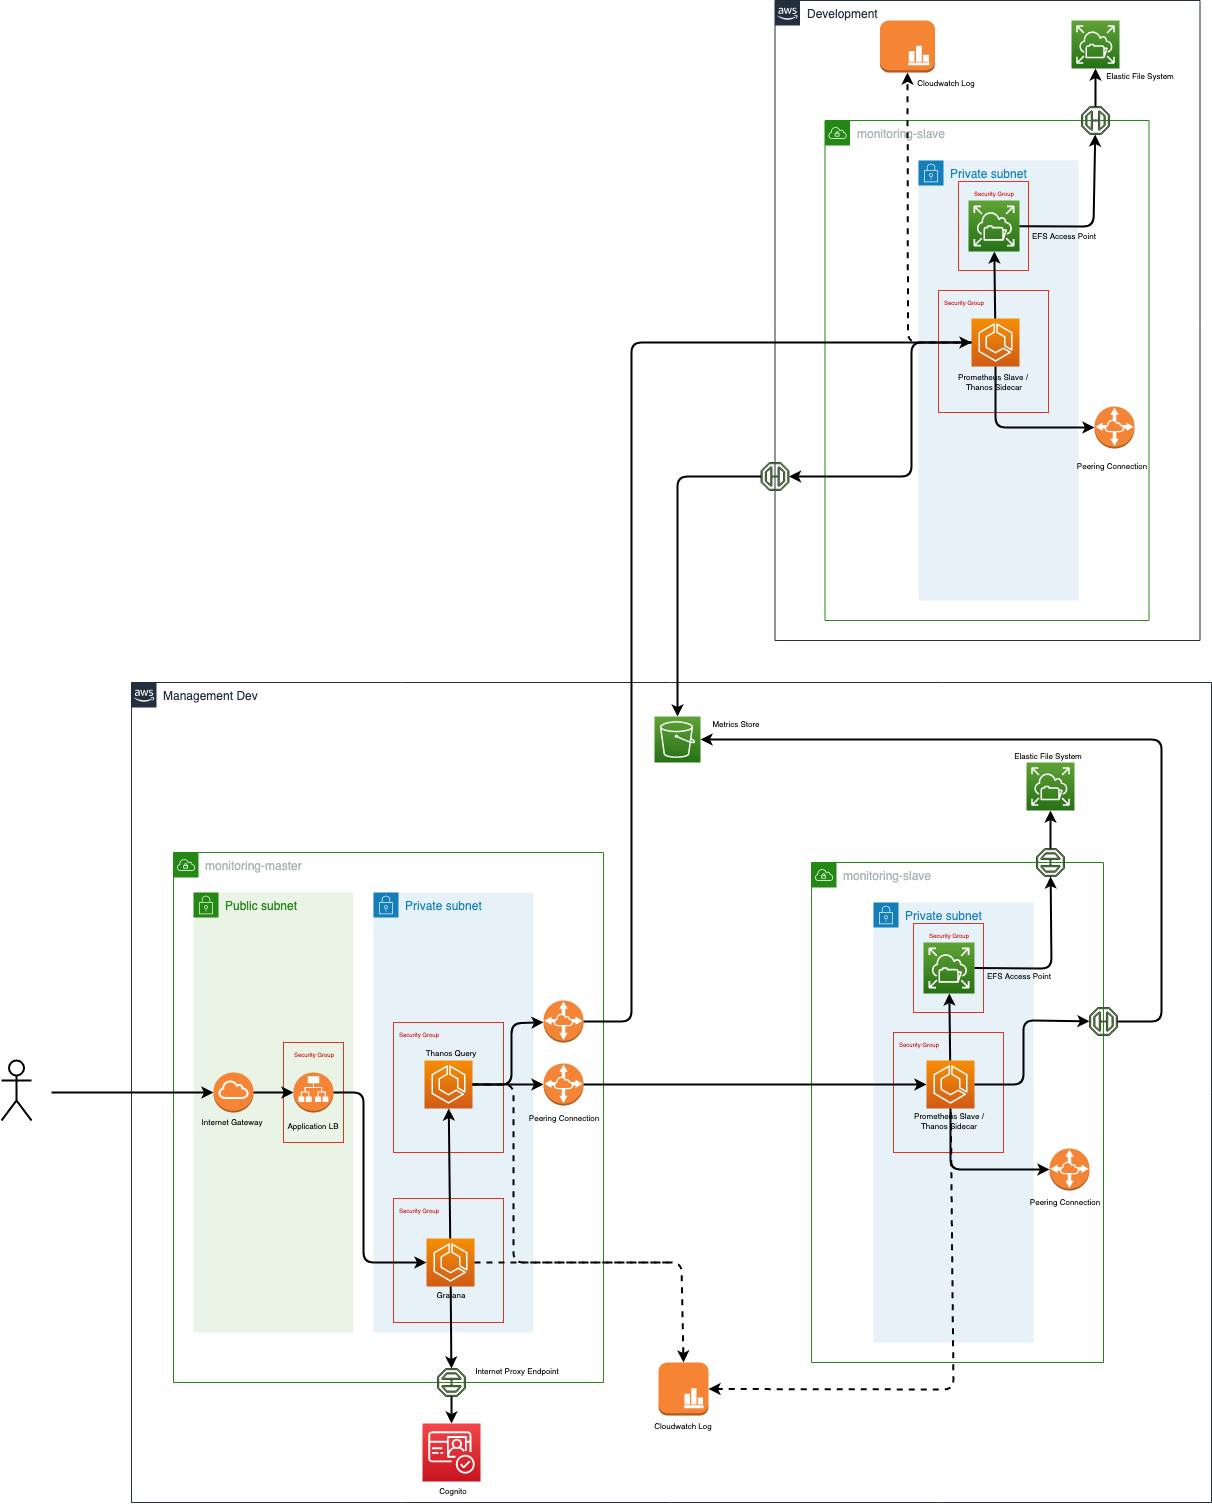 aws
Development
Cloudwatch Log
Elastic File System
monitoring-slave
Private subnet
Security Group
EFS Access Point
Security Group
Prometheus Slave /
Thanos Sidecar
Peering Connection
aws
Management Dev
Metrics Store
Elastic File System
monitoring-master
Public subnet
Private subnet
monitoring-slave
Private subnet
Security Group
EFS Access Point
Security Group
Thanos Query
Security Group
Security Group
Internet Gateway
Application LB
Peering Connection
Prometheus Slave /
Thanos Sidecar
Peering Connection
Security Group
Grafana
Internet Proxy Endpoint
Cloudwatch Log
Cognito